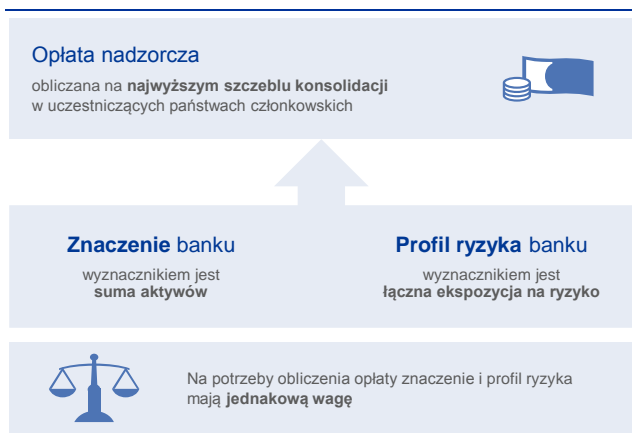 Opłata nadzorcza
obliczana na najwyższym szczeblu konsolidacji
w uczestniczących państwach członkowskich
Znaczenie banku
wyznacznikiem jest
suma aktywów
Profil ryzyka banku
wyznacznikiem jest
łączna ekspozycja na ryzyko
Na potrzeby obliczenia opłaty znaczenie i profil ryzyka
mają jednakową wagę